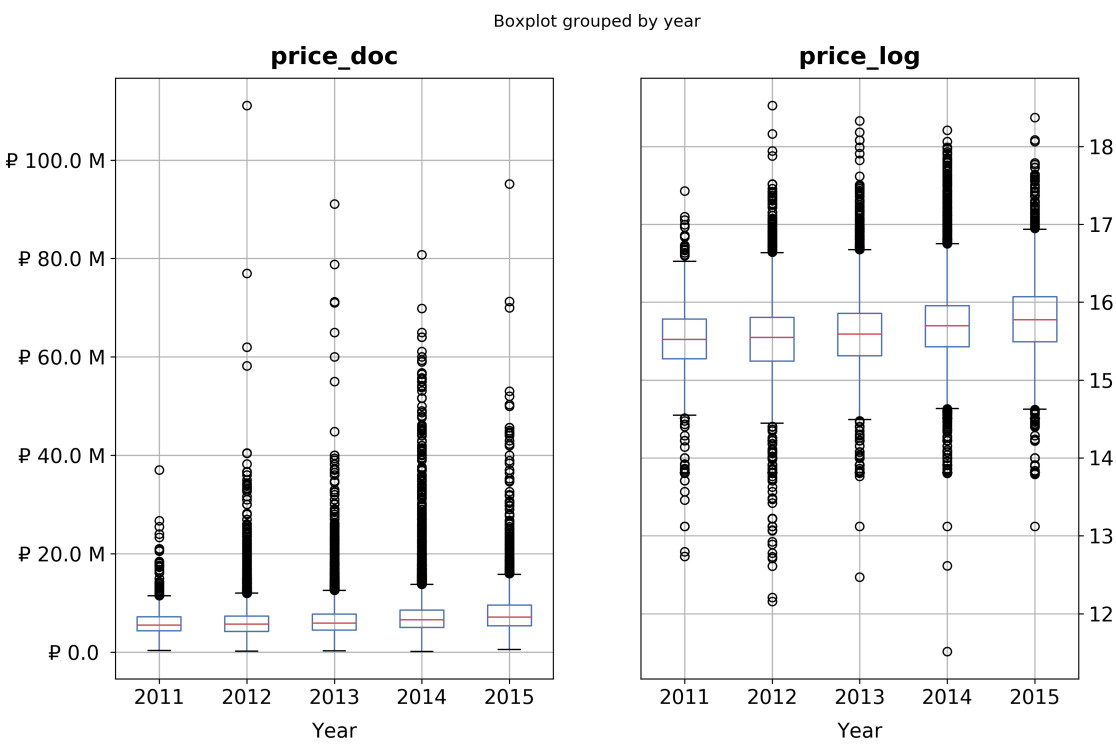 Boxplot grouped by year
price_doc
₽ 100.0 M
₽ 80.0 M
₽ 60.0 M
₽ 40.0 M
₽ 20.0 M
₽ 0.0
2011 2012 2013 2014 2015
Year
price_log
18
17
16
15
14
13
12
2011 2012 2013 2014 2015
Year